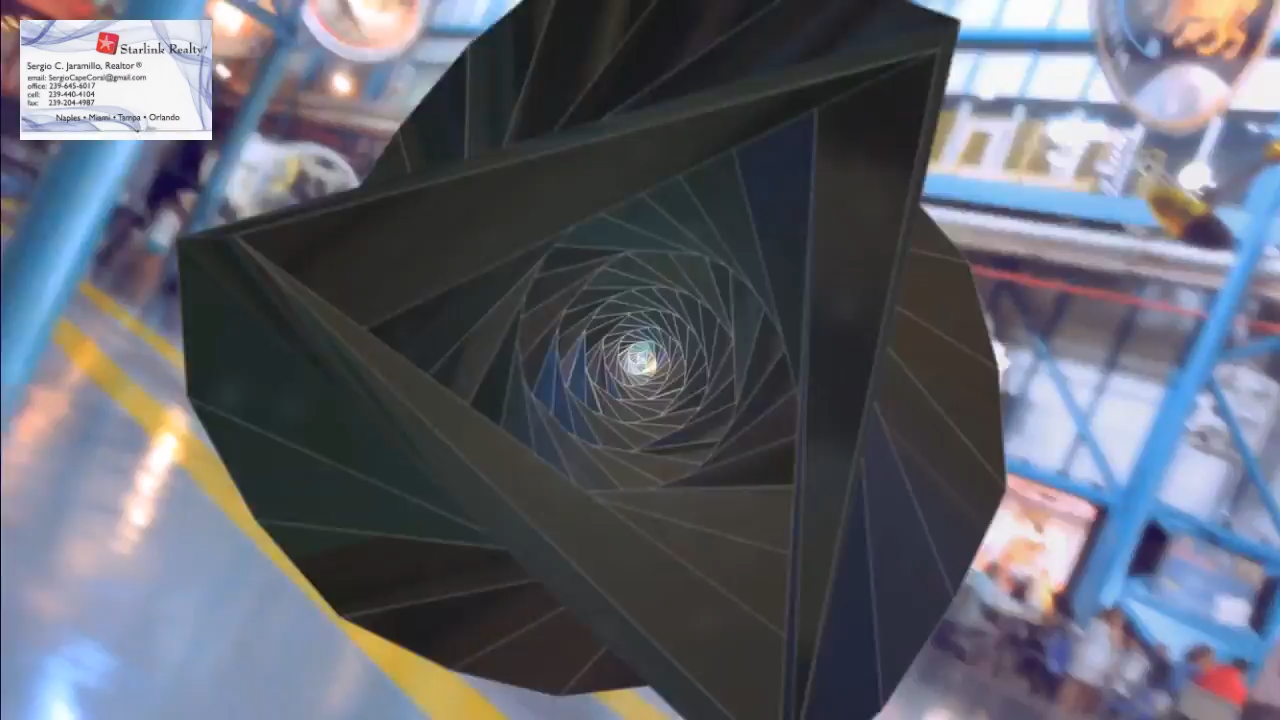 Starlink Realty
Sergio C. Jaramillo, Realtor ®
email: SergioCapeCoral@gmail.com
office: 239-645-6017
cell: 239-440-4104
fax: 239-204-4987
Naples • Miami • Tampa • Orlando